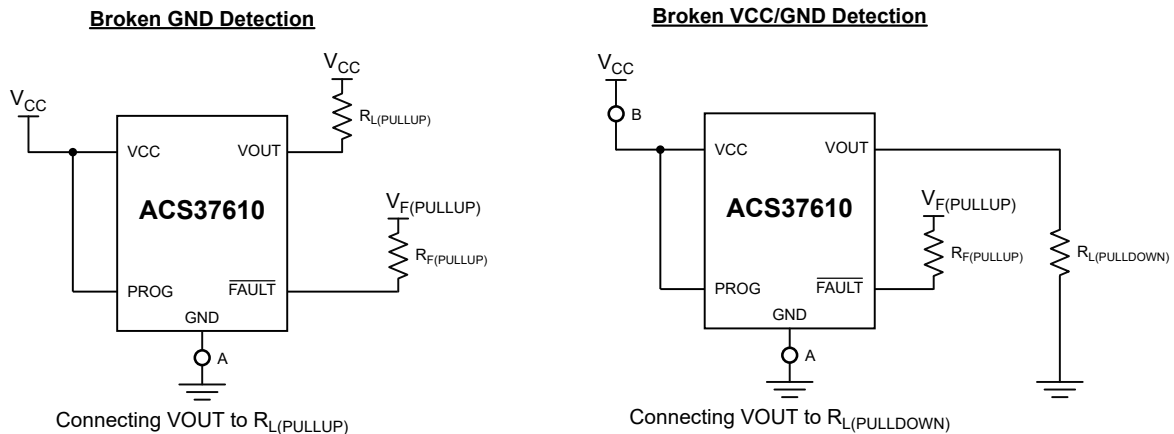 Broken GND Detection
VCC
VCC
RL(PULLUP)
VCC
VOUT
ACS37610
VF(PULLUP)
RF(PULLUP)
PROG
FAULT
GND
A
Connecting VOUT to RL(PULLUP)
Broken VCC/GND Detection
VCC
B
VCC
VOUT
ACS37610
VF(PULLUP)
RF(PULLUP)
RL(PULLDOWN)
PROG
FAULT
GND
A
Connecting VOUT to RL(PULLDOWN)